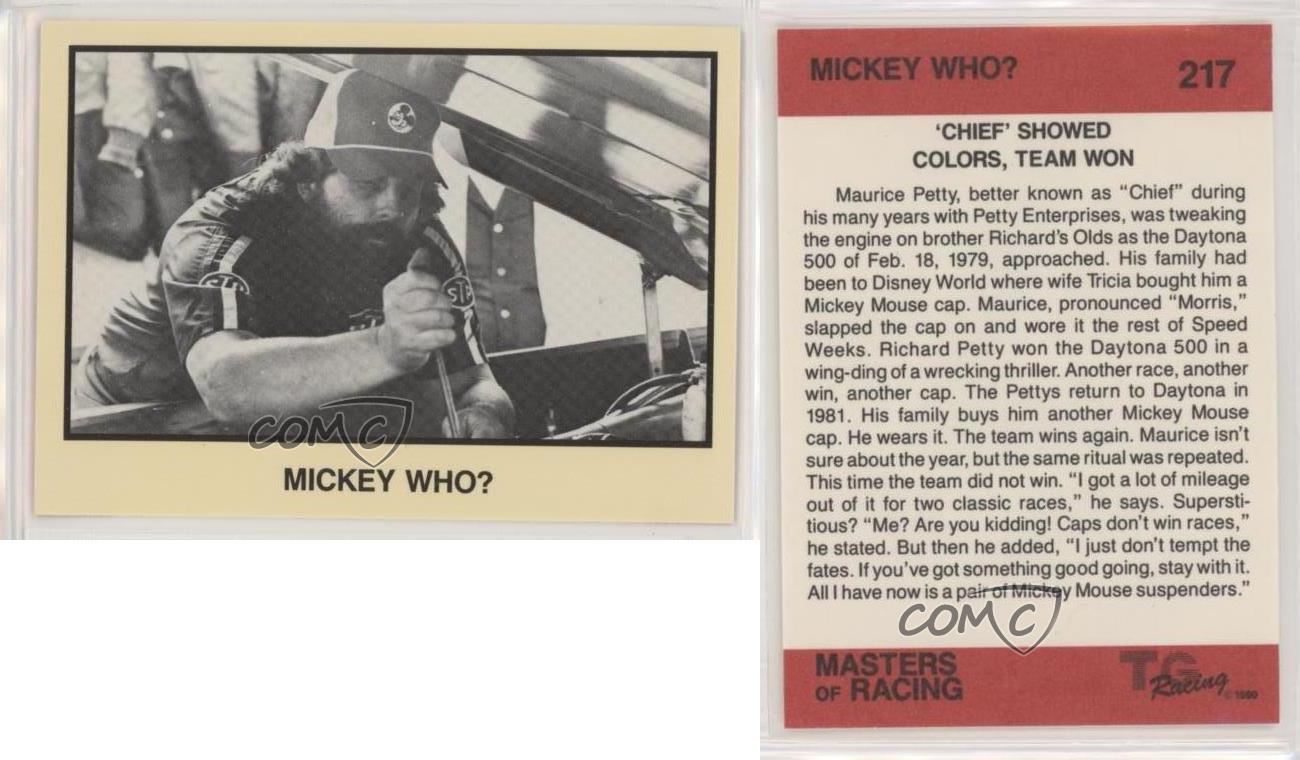 STP
STP
COMC
MICKEY WHO?
MICKEY WHO?
217
'CHIEF' SHOWED
COLORS, TEAM WON
Maurice Petty, better known as "Chief" during
his many years with Petty Enterprises, was tweaking
the engine on brother Richard's Olds as the Daytona
500 of Feb. 18, 1979, approached. His family had
been to Disney World where wife Tricia bought him a
Mickey Mouse cap. Maurice, pronounced "Morris,"
slapped the cap on and wore it the rest of Speed
Weeks. Richard Petty won the Daytona 500 in a
wing-ding of a wrecking thriller. Another race, another
win, another cap. The Pettys return to Daytona in
1981. His family buys him another Mickey Mouse
cap. He wears it. The team wins again. Maurice isn't
sure about the year, but the same ritual was repeated.
This time the team did not win. "I got a lot of mileage
out of it for two classic races," he says. Supersti-
tious? "Me? Are you kidding! Caps don't win races,"
he stated. But then he added, "I just don't tempt the
fates. If you've got something good going, stay with it.
All I have now is a pair of Mickey Mouse suspenders."
COMC
MASTERS
OF RACING
TG
Racing
©1990